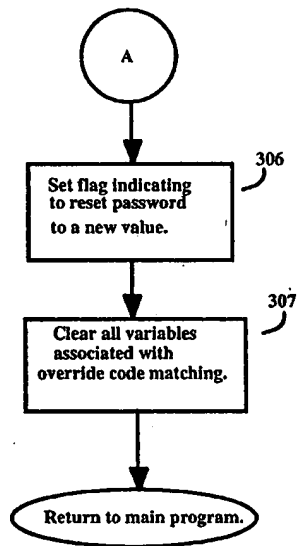 A
306
Set flag indicating
to reset password
to a new value.
307
Clear all variables
associated with
override code matching.
Return to main program.